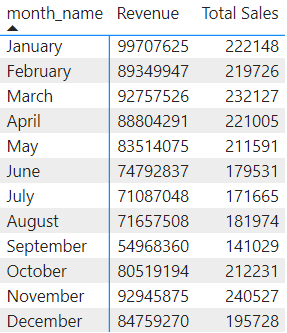 month_name Revenue Total Sales
January 99707625 222148
February 89349947 219726
March 92757526 232127
April 88804291 221005
May 83514075 211591
June 74792837 179531
July 71087048 171665
August 71657508 181974
September 54968360 141029
October 80519194 212231
November 92945875 240527
December 84759270 195728